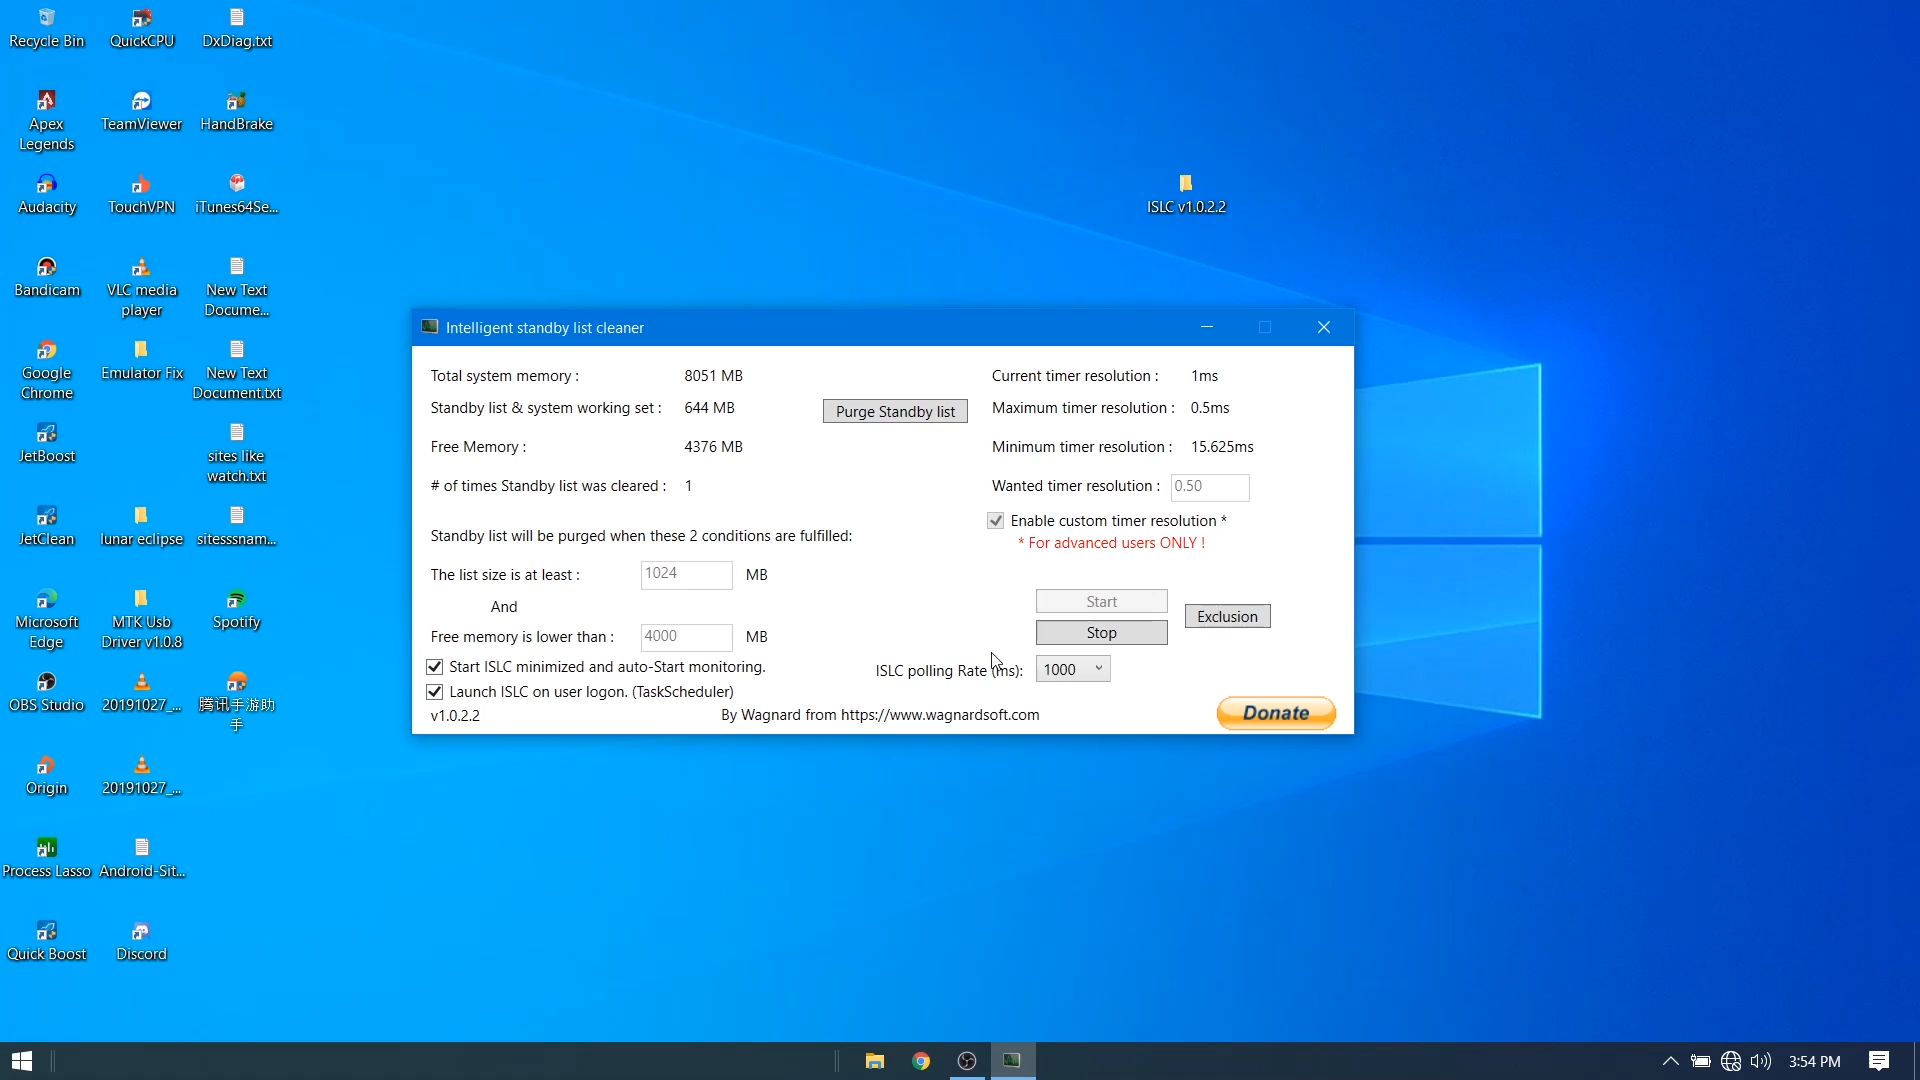 Recycle Bin
QuickCPU
DxDiag.txt
Apex
Legends
TeamViewer
HandBrake
Audacity
TouchVPN
iTunes64Se...
ISLC v1.0.2.2
Bandicam
VLC media
player
New Text
Docume...
Google
Chrome
Emulator Fix
New Text
Document.txt
JetBoost
sites like
watch.txt
JetClean
lunar eclipse
sitesssnam...
Microsoft
Edge
MTK Usb
Driver v1.0.8
Spotify
OBS Studio
20191027_...
腾讯手游助
手
Origin
20191027_...
Process Lasso
Android-Sit...
Quick Boost
Discord
Intelligent standby list cleaner
Total system memory : 8051 MB
Standby list & system working set : 644 MB
Purge Standby list
Free Memory : 4376 MB
# of times Standby list was cleared : 1
Standby list will be purged when these 2 conditions are fulfilled:
The list size is at least : 1024 MB
And
Free memory is lower than : 4000 MB
Start ISLC minimized and auto-Start monitoring.
Launch ISLC on user logon. (TaskScheduler)
v1.0.2.2
By Wagnard from https://www.wagnardsoft.com
Current timer resolution : 1ms
Maximum timer resolution : 0.5ms
Minimum timer resolution : 15.625ms
Wanted timer resolution : 0.50
Enable custom timer resolution *
* For advanced users ONLY !
Start
Stop
Exclusion
ISLC polling Rate (ms): 1000
Donate
3:54 PM